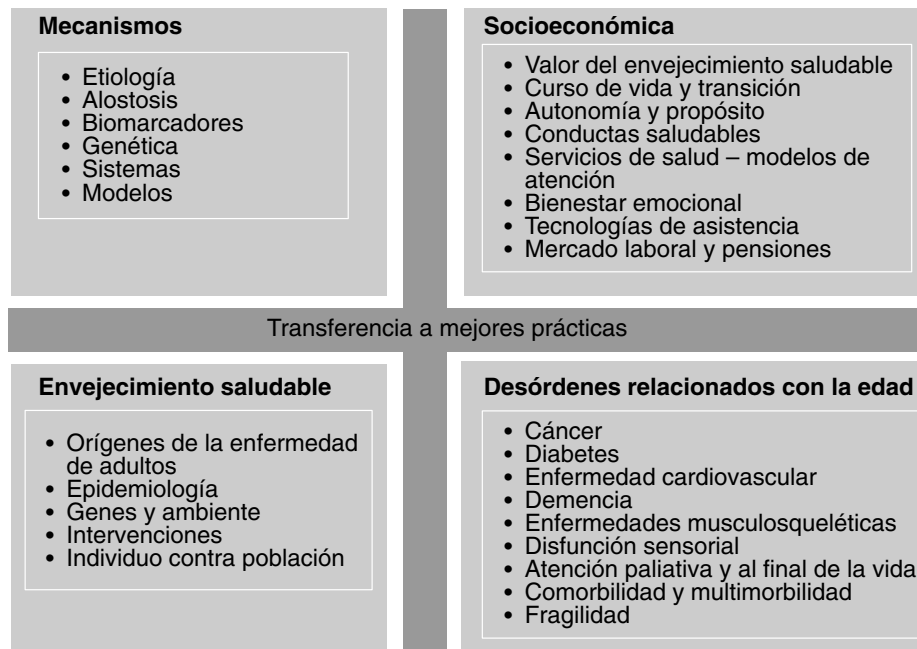 Mecanismos
• Etiología
• Alostosis
• Biomarcadores
• Genética
• Sistemas
• Modelos
Socioeconómica
• Valor del envejecimiento saludable
• Curso de vida y transición
• Autonomía y propósito
• Conductas saludables
• Servicios de salud – modelos de
atención
• Bienestar emocional
• Tecnologías de asistencia
• Mercado laboral y pensiones
Transferencia a mejores prácticas
Envejecimiento saludable
• Orígenes de la enfermedad
de adultos
• Epidemiología
• Genes y ambiente
• Intervenciones
• Individuo contra población
Desórdenes relacionados con la edad
• Cáncer
• Diabetes
• Enfermedad cardiovascular
• Demencia
• Enfermedades musculosqueléticas
• Disfunción sensorial
• Atención paliativa y al final de la vida
• Comorbilidad y multimorbilidad
• Fragilidad